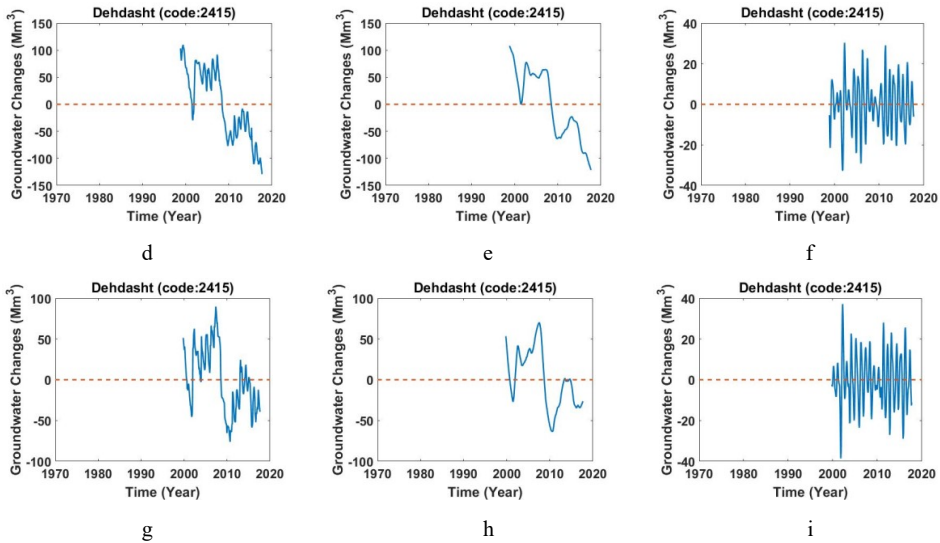 Dehdasht (code:2415)
Groundwater Changes (Mm³)
150
100
50
0
-50
-100
-150
1970 1980 1990 2000 2010 2020
Time (Year)
d
Dehdasht (code:2415)
Groundwater Changes (Mm³)
150
100
50
0
-50
-100
-150
1970 1980 1990 2000 2010 2020
Time (Year)
e
Dehdasht (code:2415)
Groundwater Changes (Mm³)
40
20
0
-20
-40
1970 1980 1990 2000 2010 2020
Time (Year)
f
Dehdasht (code:2415)
Groundwater Changes (Mm³)
100
50
0
-50
-100
1970 1980 1990 2000 2010 2020
Time (Year)
g
Dehdasht (code:2415)
Groundwater Changes (Mm³)
100
50
0
-50
-100
1970 1980 1990 2000 2010 2020
Time (Year)
h
Dehdasht (code:2415)
Groundwater Changes (Mm³)
40
20
0
-20
-40
1970 1980 1990 2000 2010 2020
Time (Year)
i